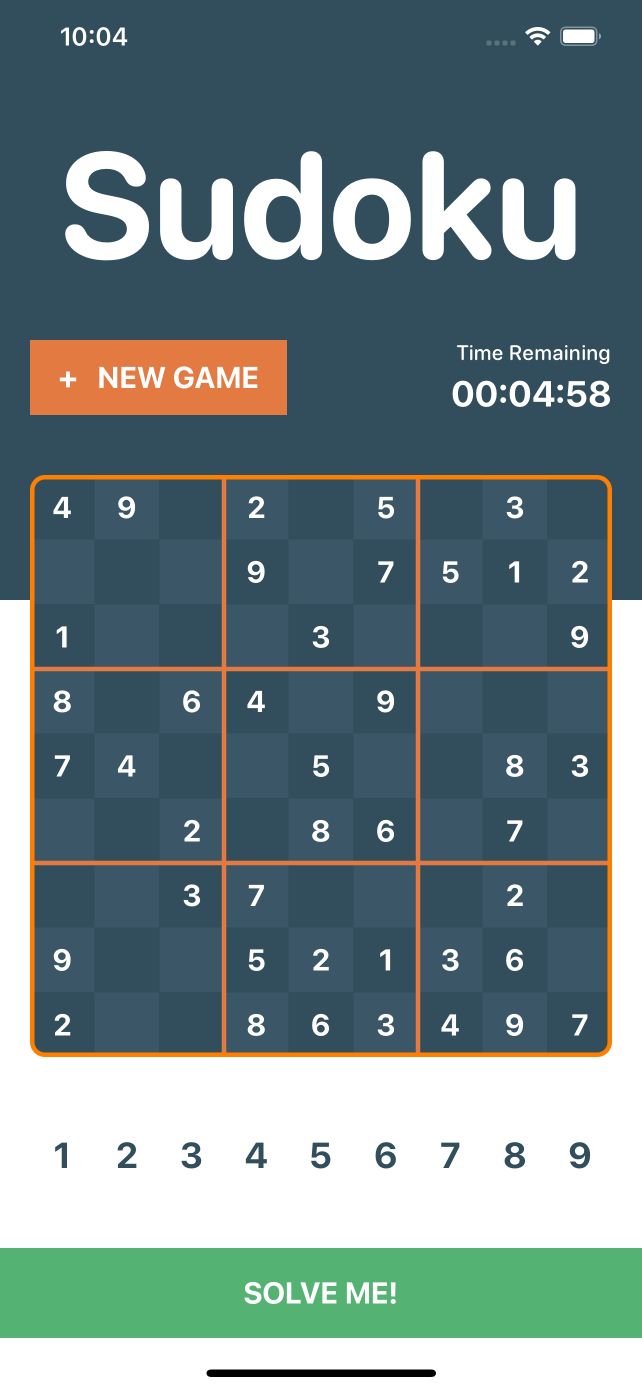 10:04
Sudoku
+ NEW GAME
Time Remaining
00:04:58
4 9 2 5 3
9 7 5 1 2
1 3 9
8 6 4 9
7 4 5 8 3
2 8 6 7
3 7 2
9 5 2 1 3 6
2 8 6 3 4 9 7
1 2 3 4 5 6 7 8 9
SOLVE ME!